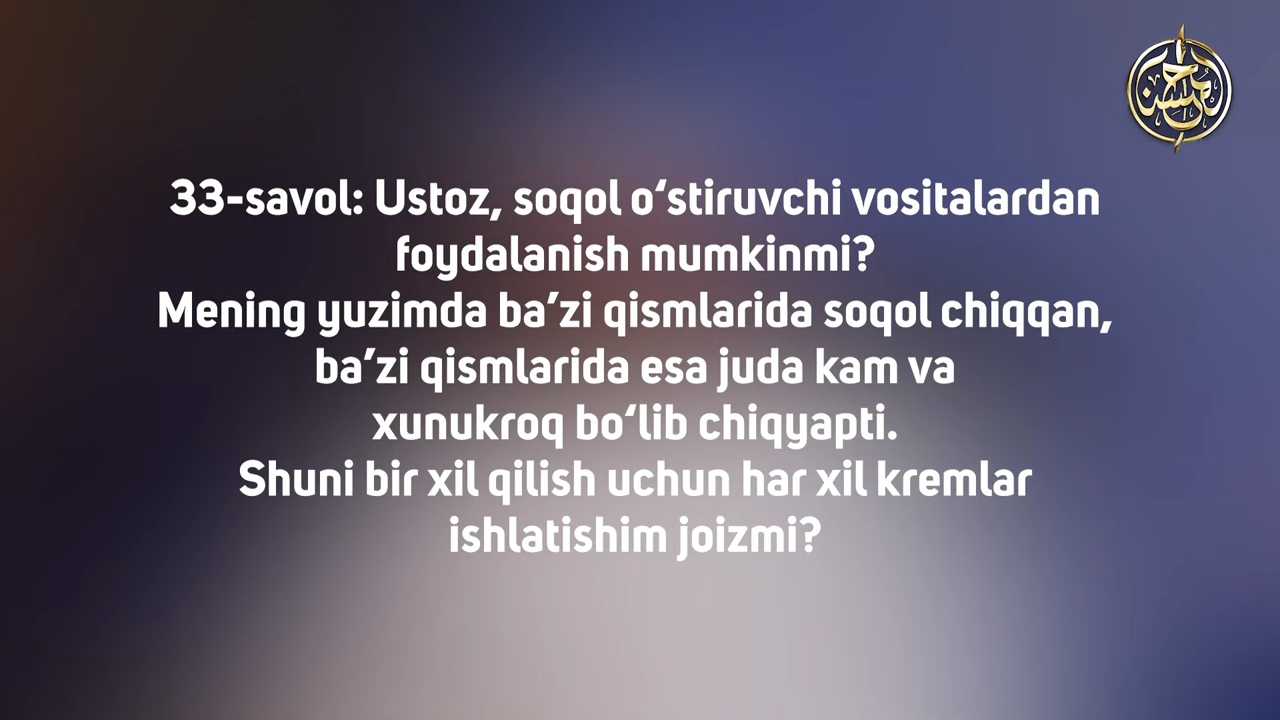 33-savol: Ustoz, soqol o‘stiruvchi vositalardan
foydalanish mumkinmi?
Mening yuzimda ba’zi qismlarida soqol chiqqan,
ba’zi qismlarida esa juda kam va
xunukroq bo‘lib chiqyapti.
Shuni bir xil qilish uchun har xil kremlar
ishlatishim joizmi?